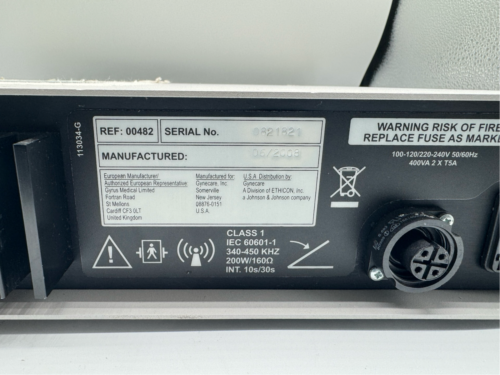 113034-G
REF: 00482
SERIAL No.
MANUFACTURED:
European Manufacturer/
Authorized European Representative
Gyrus Medical Limited
Fortran Road
St Mellons
Cardiff CF3 0LT
United Kingdom
Manufactured for:
Gynecare, Inc.
Somerville
New Jersey
08876-0151
U.S.A.
U.S.A. Distribution by:
Gynecare
A Division of ETHICON, Inc.
a Johnson & Johnson company
CLASS 1
IEC 60601-1
340-450 KHZ
200W/160Ω
INT. 10s/30s
WARNING RISK OF FIRE
REPLACE FUSE AS MARKE
100-120/220-240V 50/60Hz
400VA 2 X T5A